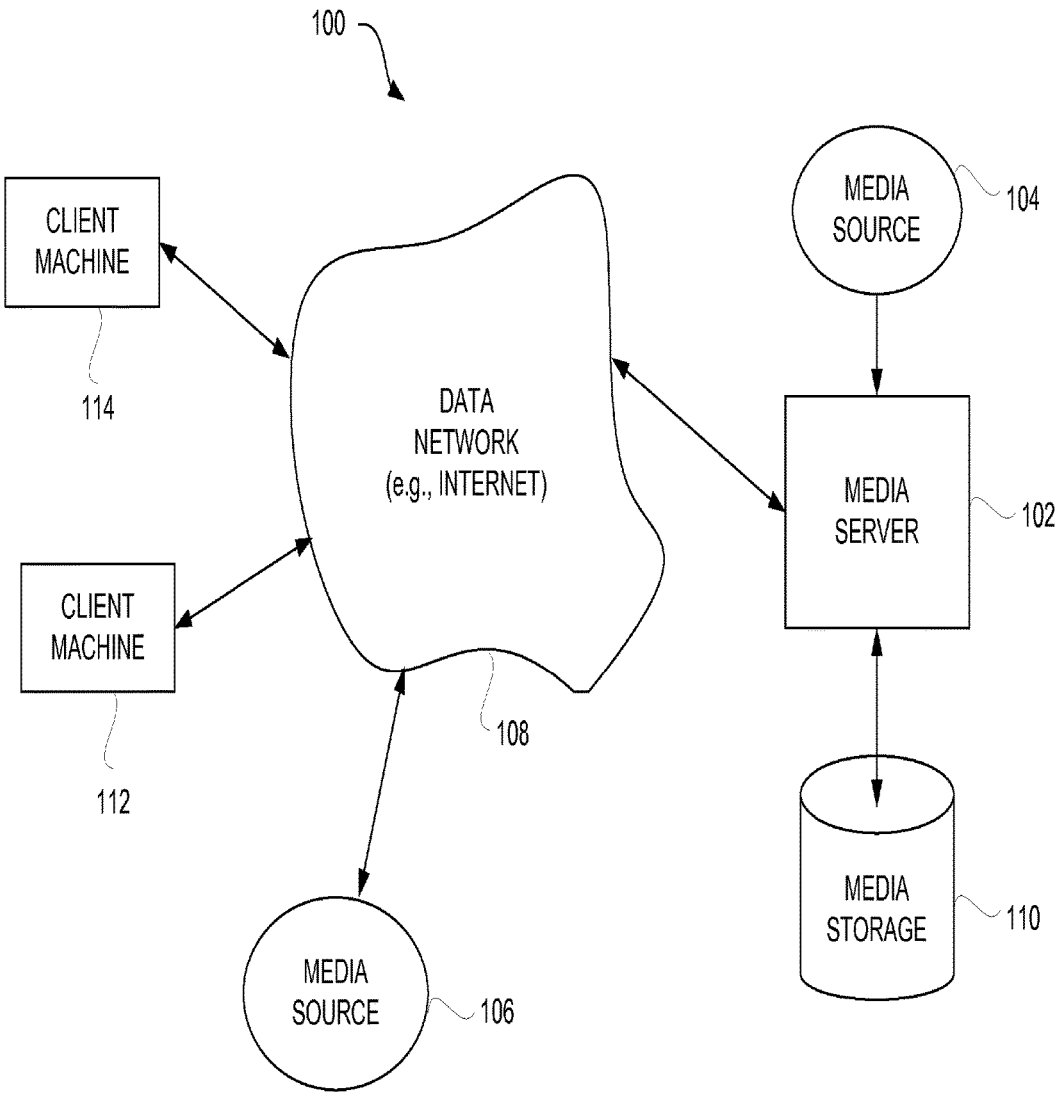 100
MEDIA
SOURCE
104
CLIENT
MACHINE
114
DATA
NETWORK
(e.g., INTERNET)
MEDIA
SERVER
102
CLIENT
MACHINE
112
108
MEDIA
STORAGE
110
MEDIA
SOURCE
106